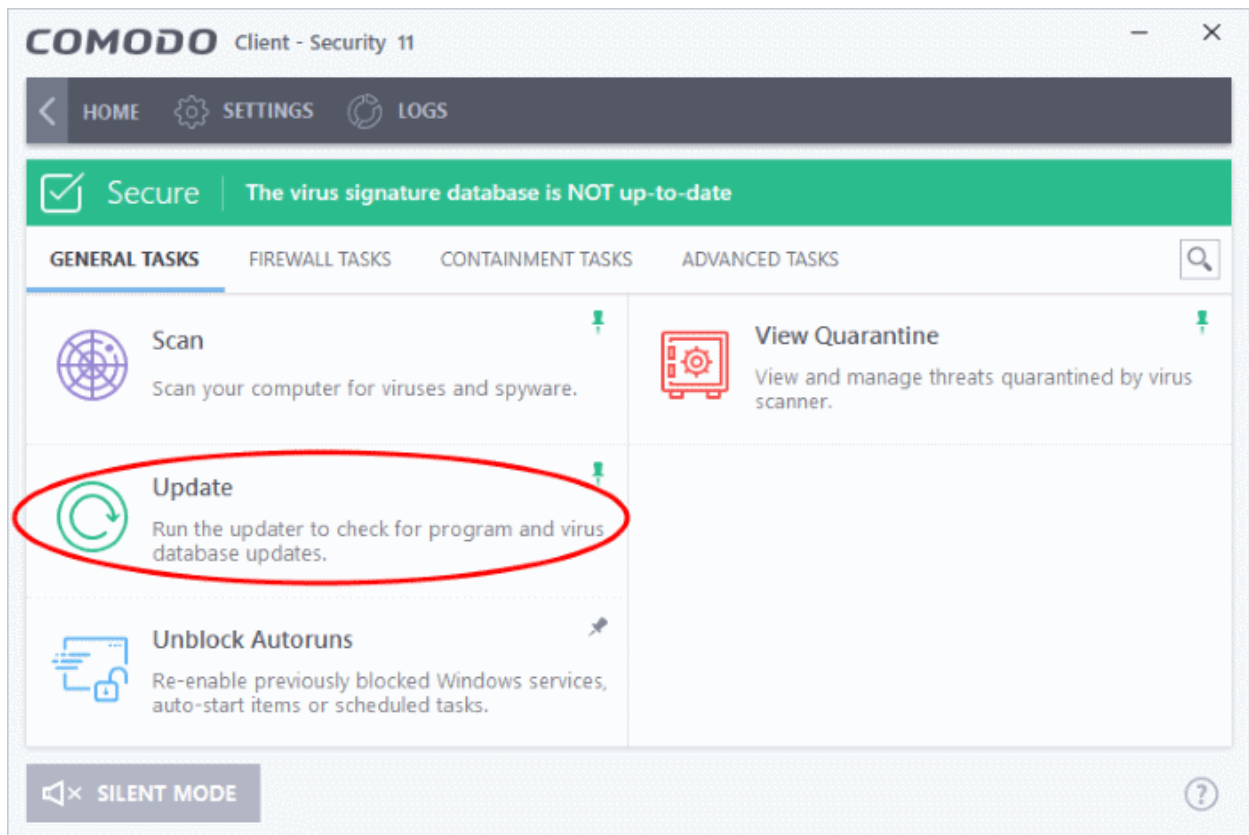 COMODO Client - Security 11
HOME SETTINGS LOGS
Secure The virus signature database is NOT up-to-date
GENERAL TASKS FIREWALL TASKS CONTAINMENT TASKS ADVANCED TASKS
Scan
Scan your computer for viruses and spyware.
View Quarantine
View and manage threats quarantined by virus
scanner.
Update
Run the updater to check for program and virus
database updates.
Unblock Autoruns
Re-enable previously blocked Windows services,
auto-start items or scheduled tasks.
SILENT MODE
?